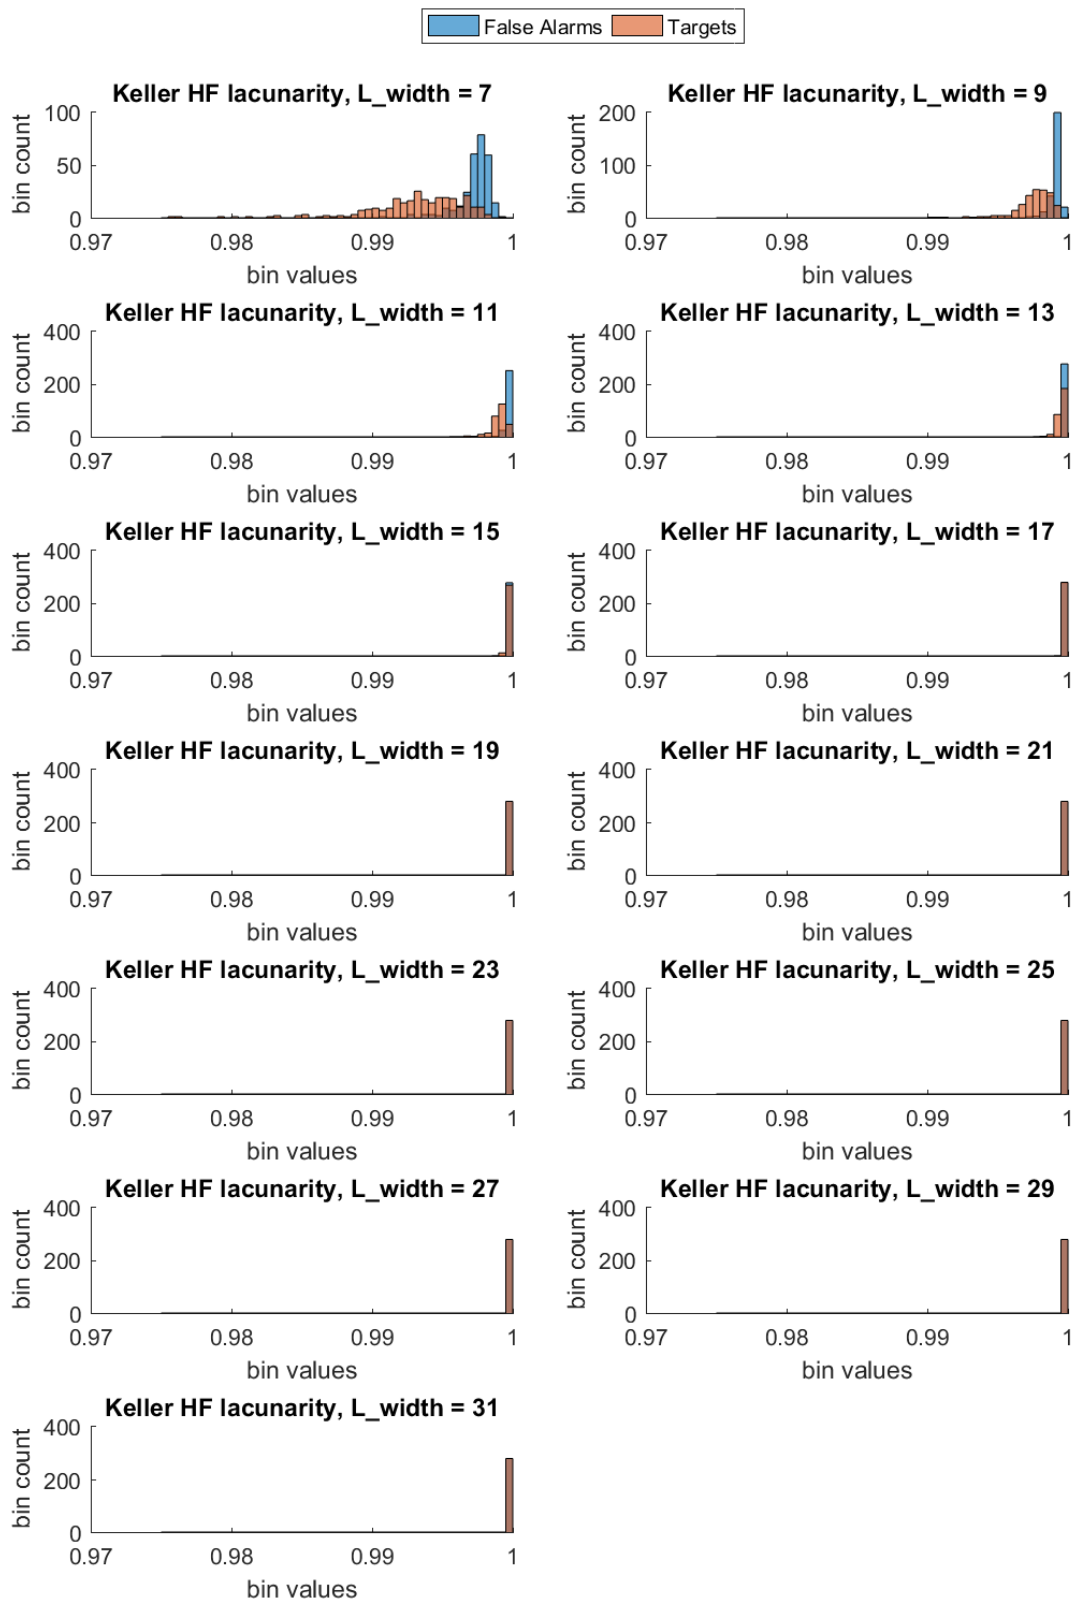 False Alarms Targets
Keller HF lacunarity, L_width = 7
bin count
100
50
0
0.97 0.98 0.99 1
bin values
Keller HF lacunarity, L_width = 9
bin count
200
100
0
0.97 0.98 0.99 1
bin values
Keller HF lacunarity, L_width = 11
bin count
400
200
0
0.97 0.98 0.99 1
bin values
Keller HF lacunarity, L_width = 13
bin count
400
200
0
0.97 0.98 0.99 1
bin values
Keller HF lacunarity, L_width = 15
bin count
400
200
0
0.97 0.98 0.99 1
bin values
Keller HF lacunarity, L_width = 17
bin count
400
200
0
0.97 0.98 0.99 1
bin values
Keller HF lacunarity, L_width = 19
bin count
400
200
0
0.97 0.98 0.99 1
bin values
Keller HF lacunarity, L_width = 21
bin count
400
200
0
0.97 0.98 0.99 1
bin values
Keller HF lacunarity, L_width = 23
bin count
400
200
0
0.97 0.98 0.99 1
bin values
Keller HF lacunarity, L_width = 25
bin count
400
200
0
0.97 0.98 0.99 1
bin values
Keller HF lacunarity, L_width = 27
bin count
400
200
0
0.97 0.98 0.99 1
bin values
Keller HF lacunarity, L_width = 29
bin count
400
200
0
0.97 0.98 0.99 1
bin values
Keller HF lacunarity, L_width = 31
bin count
400
200
0
0.97 0.98 0.99 1
bin values